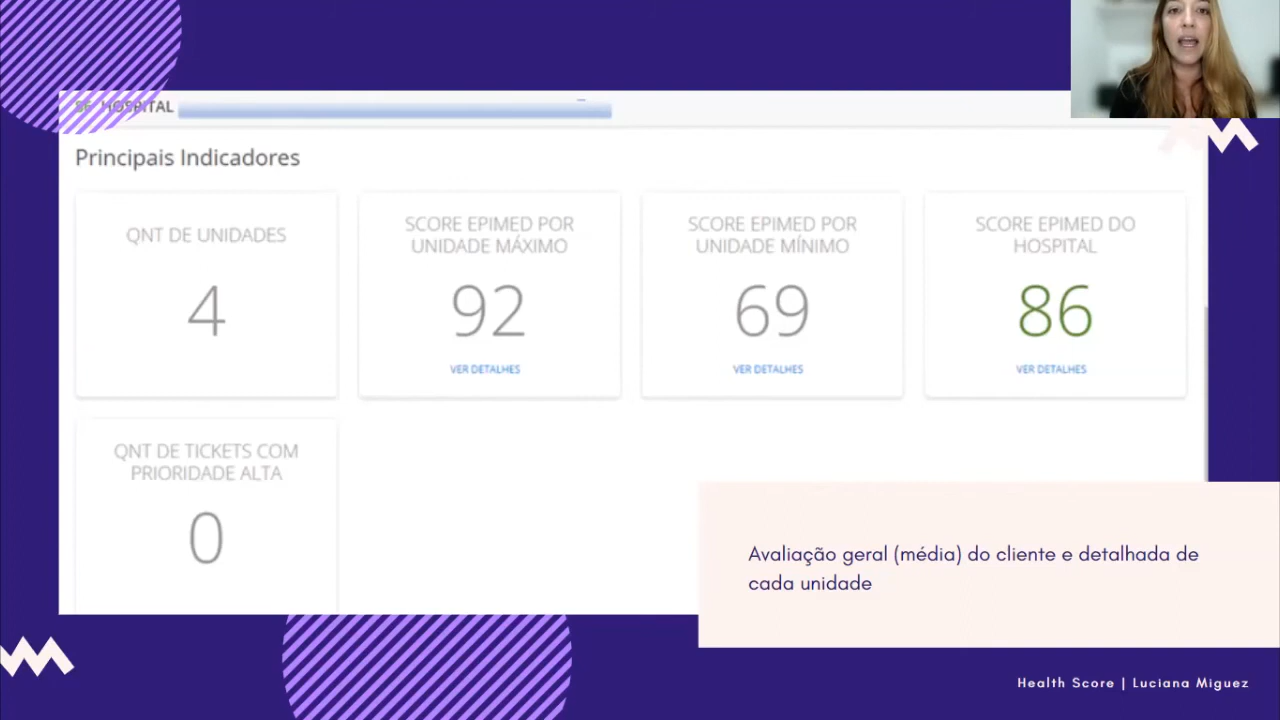 HOSPITAL
Principais Indicadores
QNT DE UNIDADES
4
SCORE EPIMED POR
UNIDADE MÁXIMO
92
VER DETALHES
SCORE EPIMED POR
UNIDADE MÍNIMO
69
VER DETALHES
SCORE EPIMED DO
HOSPITAL
86
VER DETALHES
QNT DE TICKETS COM
PRIORIDADE ALTA
0
Avaliação geral (média) do cliente e detalhada de
cada unidade
Health Score | Luciana Miguez